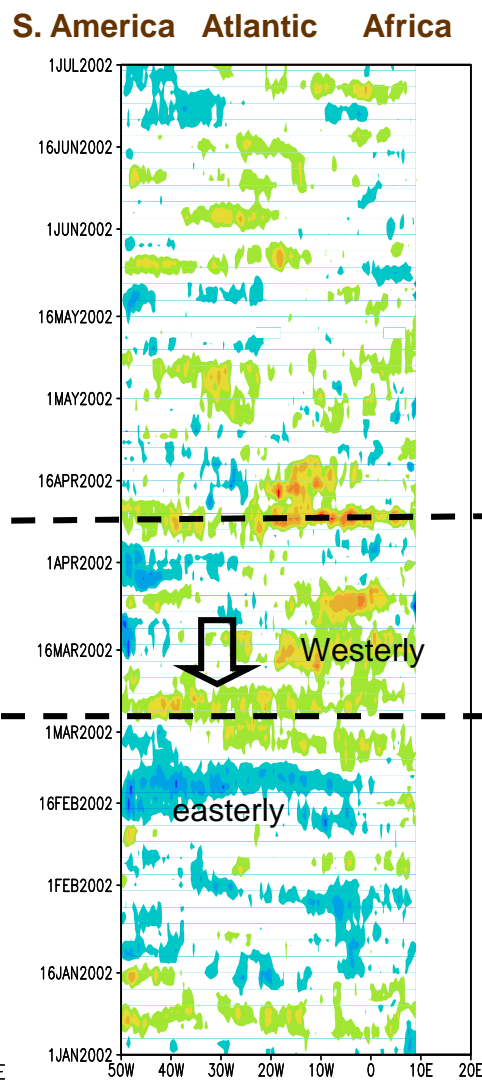 S. America Atlantic Africa
1JUL2002
16JUN2002
1JUN2002
16MAY2002
1MAY2002
16APR2002
1APR2002
16MAR2002
Westerly
1MAR2002
16FEB2002
easterly
1FEB2002
16JAN2002
1JAN2002
E
50W 40W 30W 20W 10W 0 10E 20E